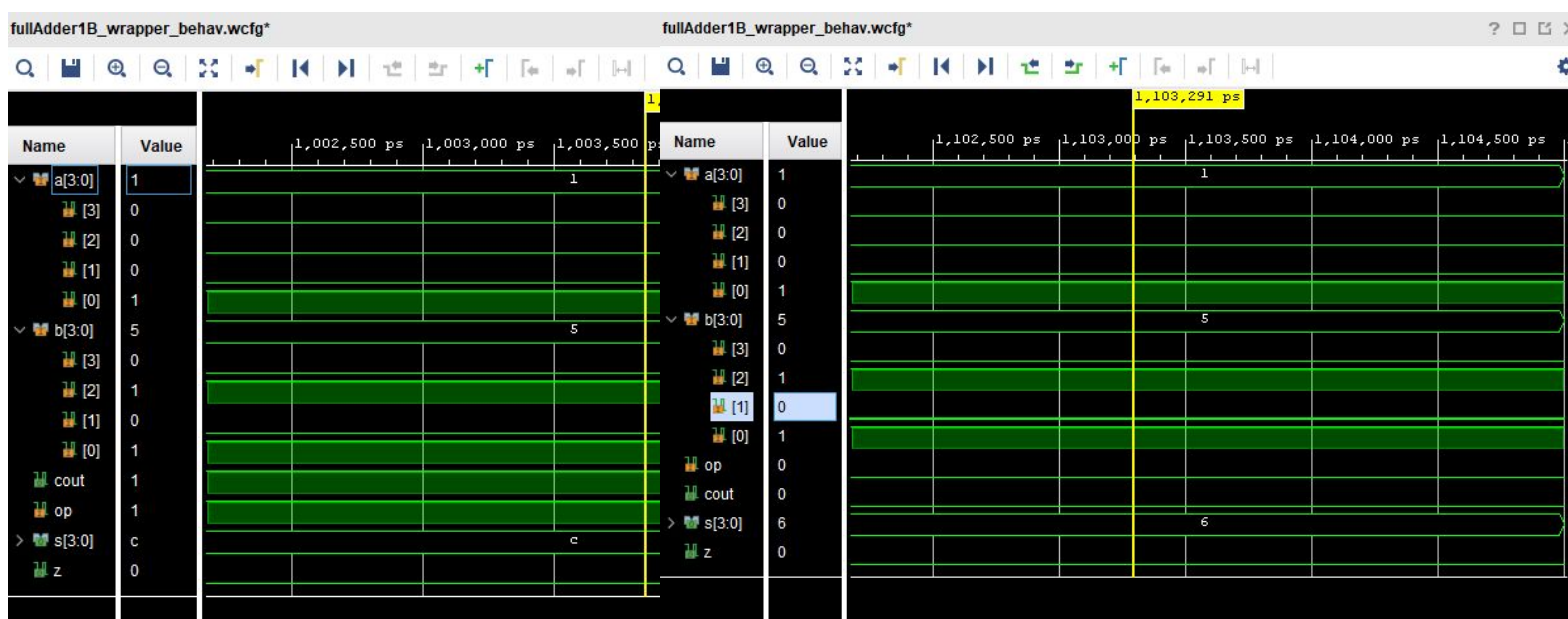 fullAdder1B_wrapper_behav.wcfg*
Name Value
1,002,500 ps 1,003,000 ps 1,003,500 p
a[3:0] 1 1
[3] 0
[2] 0
[1] 0
[0] 1
b[3:0] 5 5
[3] 0
[2] 1
[1] 0
[0] 1
cout 1
op 1
s[3:0] c c
z 0
fullAdder1B_wrapper_behav.wcfg*
1,103,291 ps
Name Value
1,102,500 ps 1,103,000 ps 1,103,500 ps 1,104,000 ps 1,104,500 ps
a[3:0] 1 1
[3] 0
[2] 0
[1] 0
[0] 1
b[3:0] 5 5
[3] 0
[2] 1
[1] 0
[0] 1
op 0
cout 0
s[3:0] 6 6
z 0